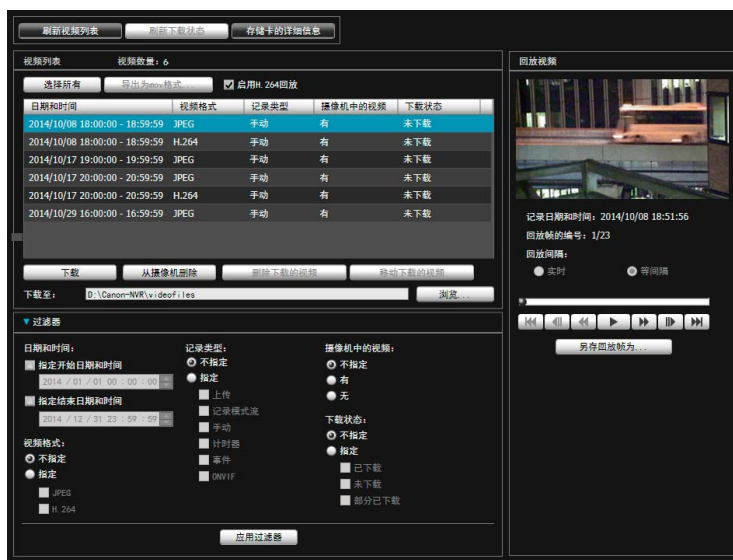 刷新视频列表 刷新下载状态 存储卡的详细信息
视频列表 视频数量: 6
选择所有 导出为mov格式... 启用H.264回放
日期和时间 视频格式 记录类型 摄像机中的视频 下载状态
2014/10/08 18:00:00 - 18:59:59 JPEG 手动 有 未下载
2014/10/08 18:00:00 - 18:59:59 H.264 手动 有 未下载
2014/10/17 19:00:00 - 19:59:59 JPEG 手动 有 未下载
2014/10/17 20:00:00 - 20:59:59 JPEG 手动 有 未下载
2014/10/17 20:00:00 - 20:59:59 H.264 手动 有 未下载
2014/10/29 16:00:00 - 16:59:59 JPEG 手动 有 未下载
下载 从摄像机删除 删除下载的视频 移动下载的视频
下载至: D:\Canon-NVR\videofiles 浏览...
过滤器
日期和时间:
指定开始日期和时间
2014 / 01 / 01 00 : 00 : 00
指定结束日期和时间
2014 / 12 / 31 23 : 59 : 59
视频格式:
不指定
指定
JPEG
H.264
记录类型:
不指定
指定
上传
记录模式流
手动
计时器
事件
ONVIF
摄像机中的视频:
不指定
有
无
下载状态:
不指定
指定
已下载
未下载
部分已下载
应用过滤器
回放视频
记录日期和时间: 2014/10/08 18:51:56
回放帧的编号: 1/23
回放间隔:
实时 等间隔
另存回放帧为...